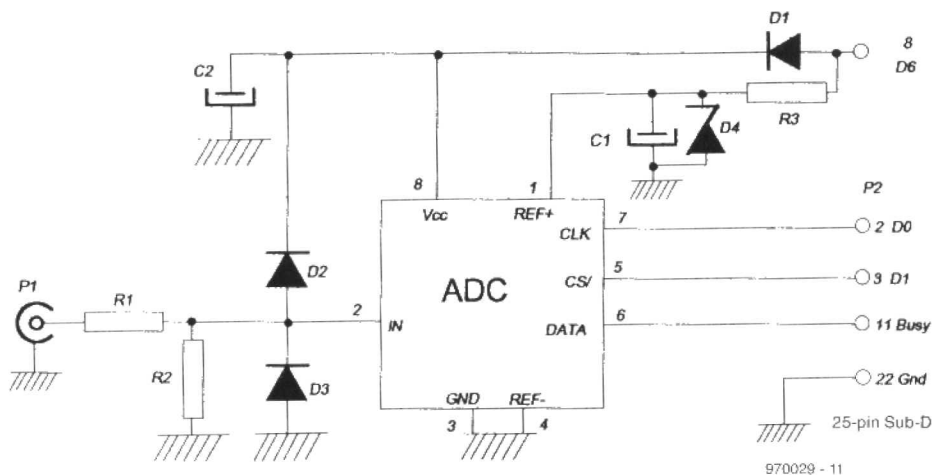 D1
8
D6
C2
R3
D4
C1
P2
8
1
Vcc
REF+
7
CLK
2 D0
5
CS/
3 D1
ADC
6
DATA
11 Busy
P1
R1
2
IN
D2
R2
D3
GND
REF-
3
4
22 Gnd
25-pin Sub-D
970029 - 11